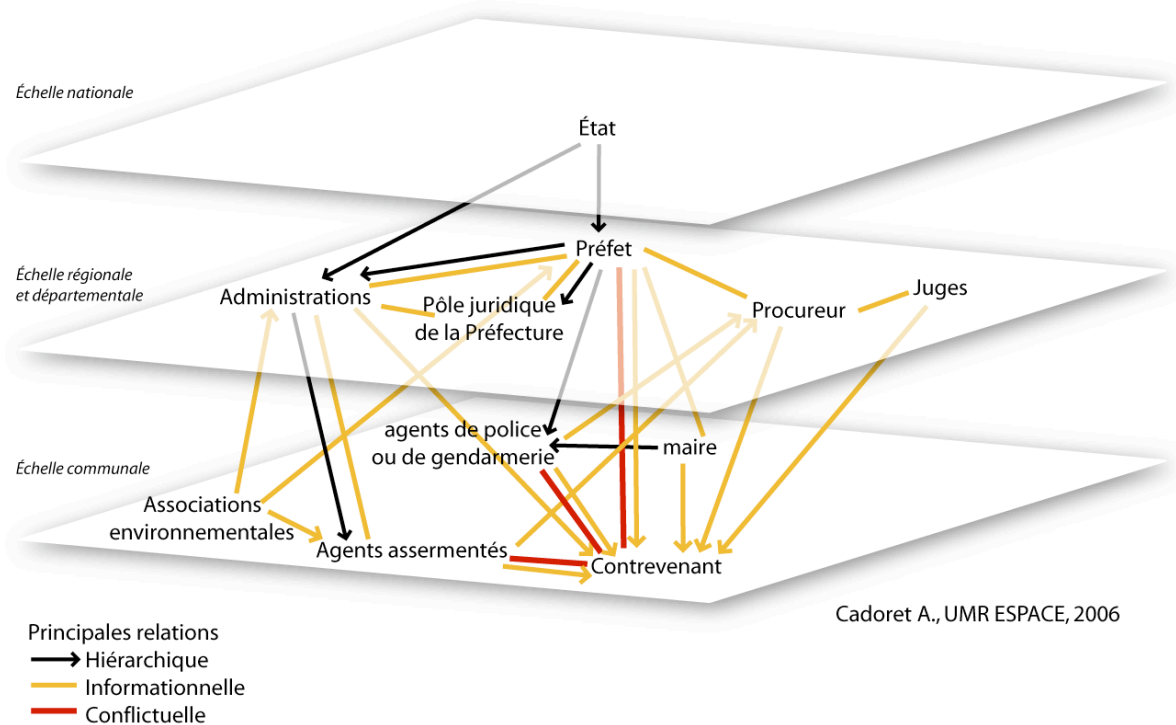 Échelle nationale
État
Échelle régionale
et départementale
Préfet
Administrations
Pôle juridique
de la Préfecture
Procureur
Juges
Échelle communale
agents de police
ou de gendarmerie
maire
Associations
environnementales
Agents assermentés
Contrevenant
Cadoret A., UMR ESPACE, 2006
Principales relations
Hiérarchique
Informationnelle
Conflictuelle